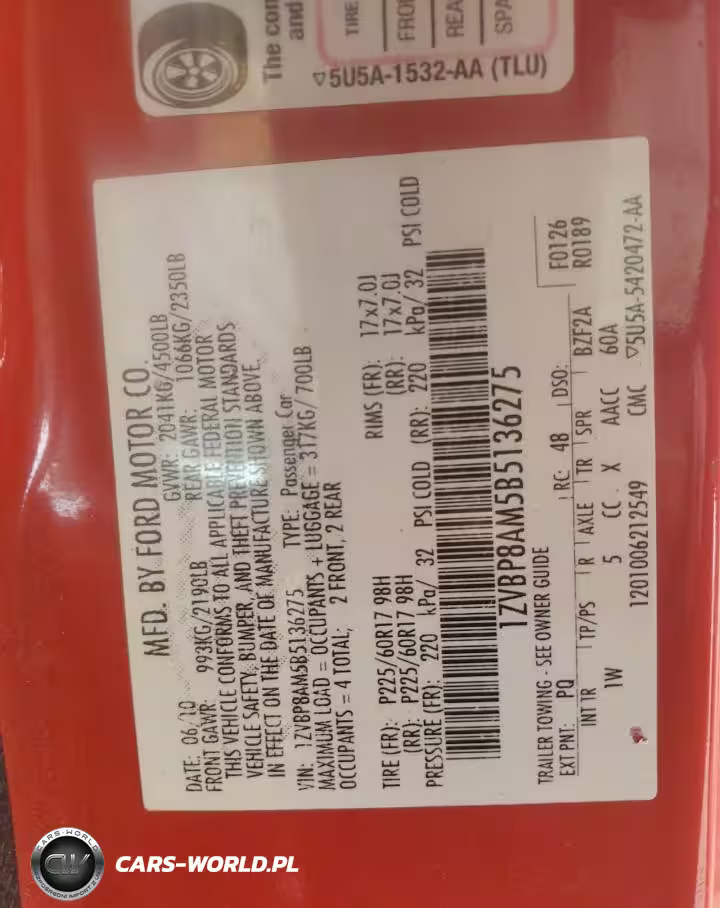 The con
and
TIRE
FRO
REA
SPA
▽5U5A-1532-AA (TLU)
MFD. BY FORD MOTOR CO.
DATE: 06/10 GVWR: 2041KG/4500LB
FRONT GAWR: 993KG/2190LB REAR GAWR: 1066KG/2350LB
THIS VEHICLE CONFORMS TO ALL APPLICABLE FEDERAL MOTOR
VEHICLE SAFETY, BUMPER, AND THEFT PREVENTION STANDARDS
IN EFFECT ON THE DATE OF MANUFACTURE SHOWN ABOVE.
VIN: 1ZVBP8AM5B5136275 TYPE: Passenger Car
MAXIMUM LOAD = OCCUPANTS + LUGGAGE = 317KG/ 700LB
OCCUPANTS = 4 TOTAL; 2 FRONT, 2 REAR
TIRE (FR): P225/60R17 98H RIMS (FR): 17x7.0J
(RR): P225/60R17 98H (RR): 17x7.0J
PRESSURE (FR): 220 kPa/ 32 PSI COLD (RR): 220 kPa/ 32 PSI COLD
1ZVBP8AM5B5136275
TRAILER TOWING - SEE OWNER GUIDE
F0126
EXT PNT: PQ RC: 48 DSO: BZF2A R0189
INT TR TP/PS R AXLE TR SPR 60A
1W 5 CC X AACC
1201006212549 CMC ▽5U5A-5420472-AA
CARS-WORLD
CW
CARS-WORLD.PL